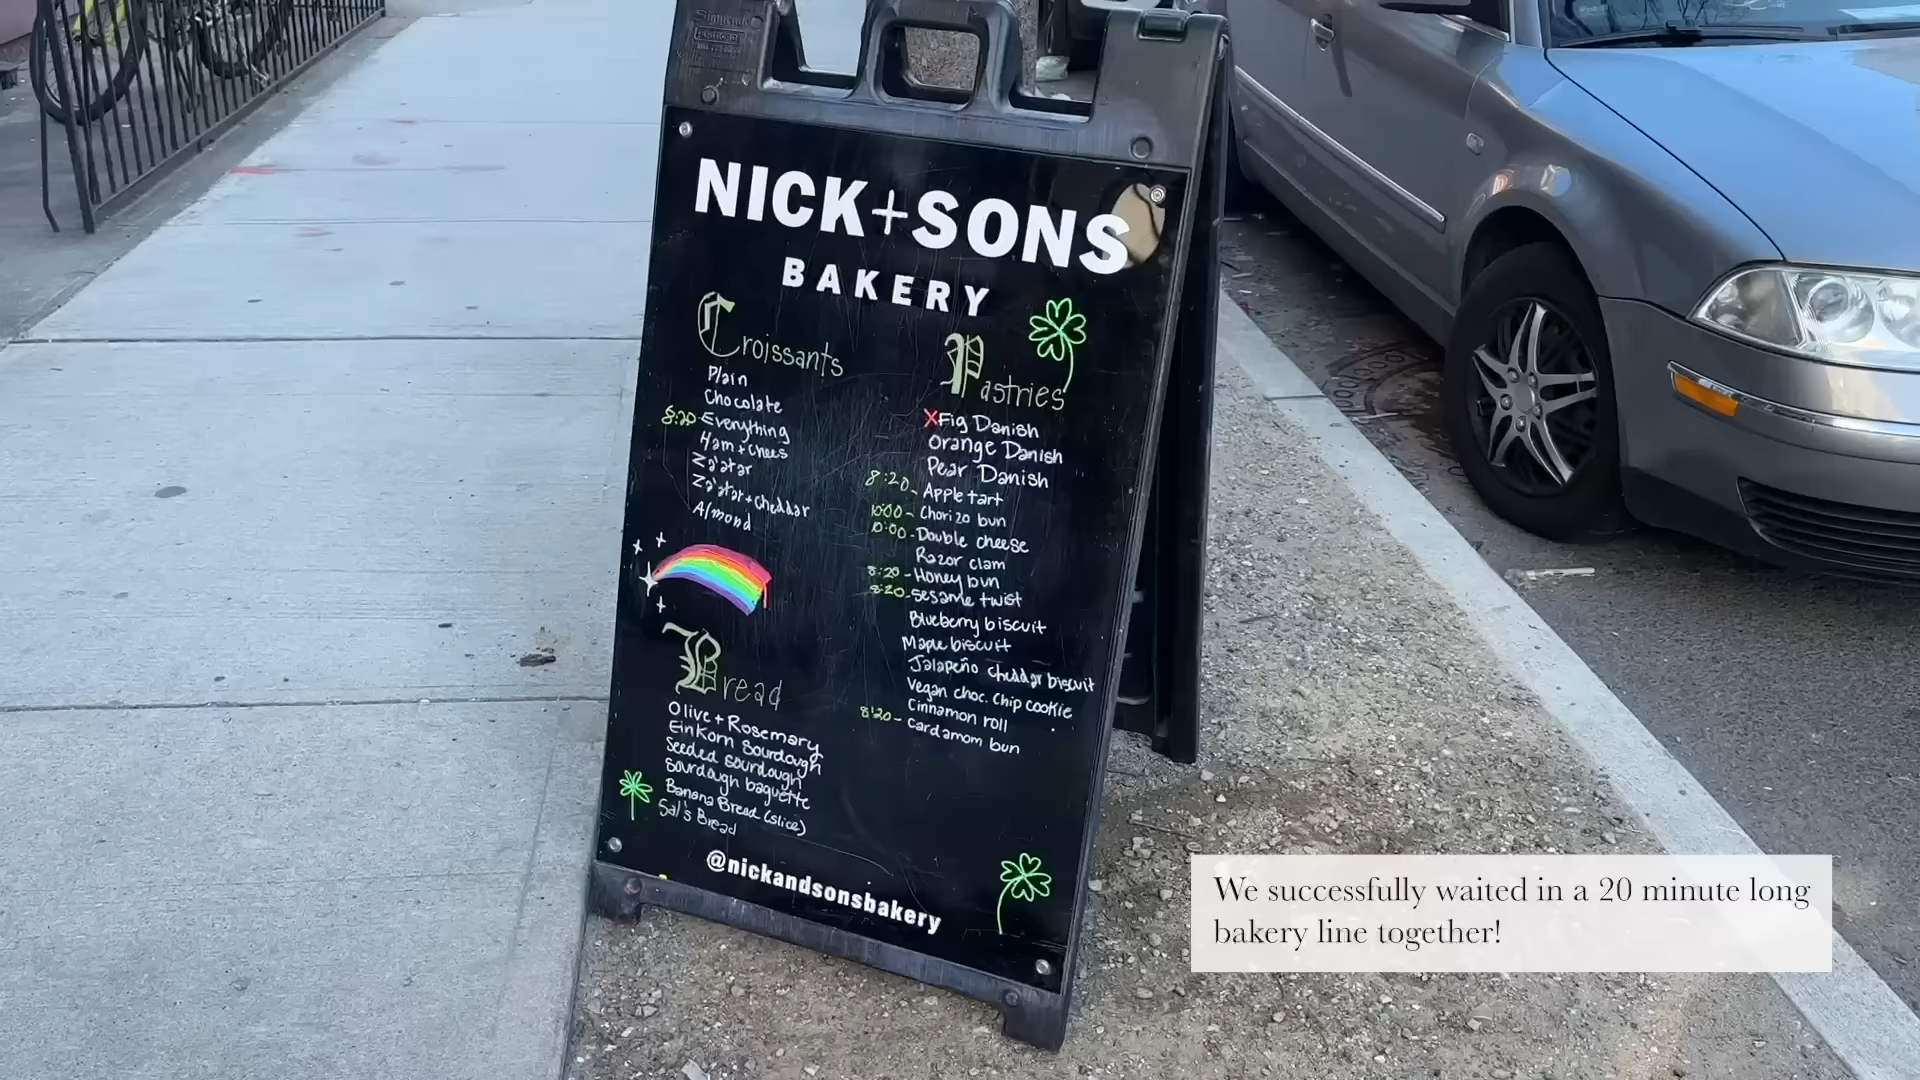 NICK+SONS
BAKERY
Croissants
Plain
Chocolate
8:20-Everything
Ham+chees
Za'atar
Za'atar+cheddar
Almond
Pastries
XFig Danish
Orange Danish
Pear Danish
8:20- Apple tart
10:00- Chorizo bun
10:00-Double cheese
Razor clam
8:20-Honey bun
8:20-sesame twist
Blueberry biscuit
Maple biscuit
Jalapeño cheddar biscuit
Vegan choc. chip cookie
Cinnamon roll
8:20- cardamom bun
Bread
Olive+Rosemary
EinKorn Sourdough
Seeded sourdough
Sourdough baguette
Banana Bread (slice)
Sal's Bread
@nickandsonsbakery
We successfully waited in a 20 minute long
bakery line together!